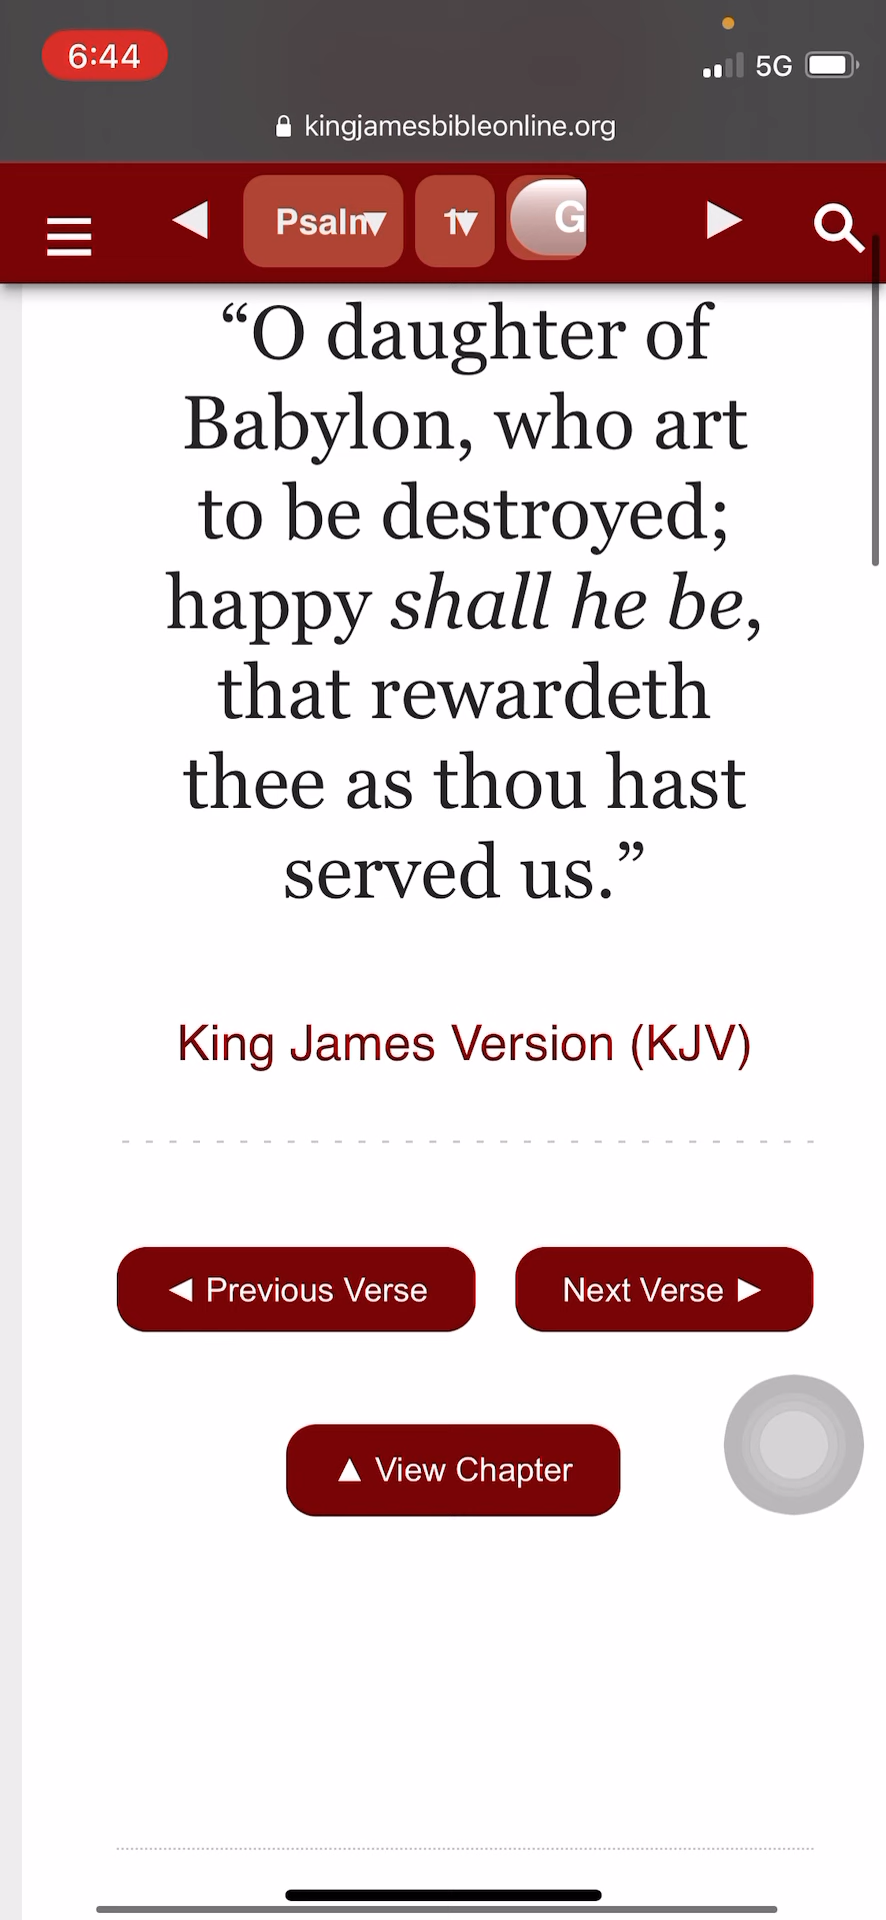 6:44
5G
kingjamesbibleonline.org
G
“O daughter of
Babylon, who art
to be destroyed;
happy shall he be,
that rewardeth
thee as thou hast
served us.”
King James Version (KJV)
◄ Previous Verse
Next Verse ►
▲ View Chapter